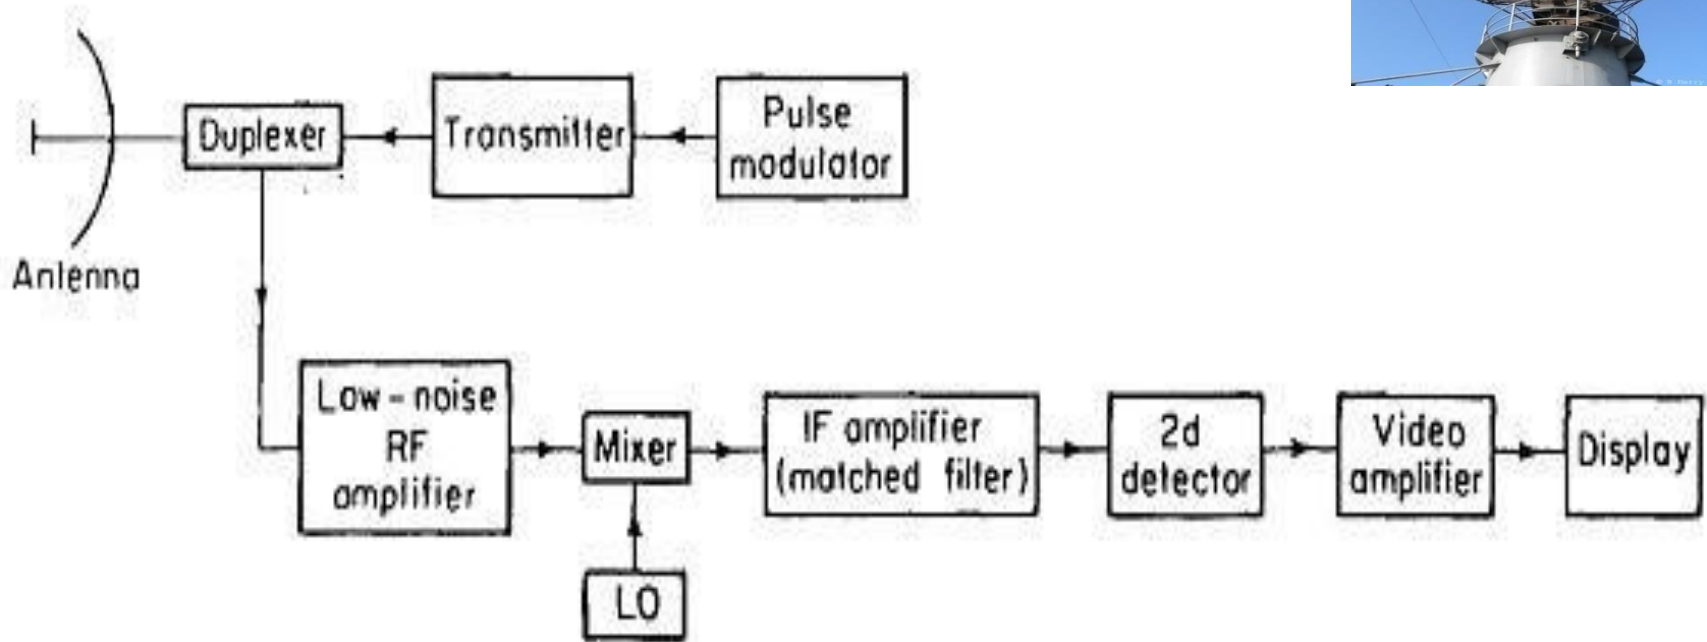 Duplexer
Transmitter
Pulse
modulator
Antenna
Low-noise
RF
amplifier
Mixer
IF amplifier
(matched filter)
2d
detector
Video
amplifier
Display
LO